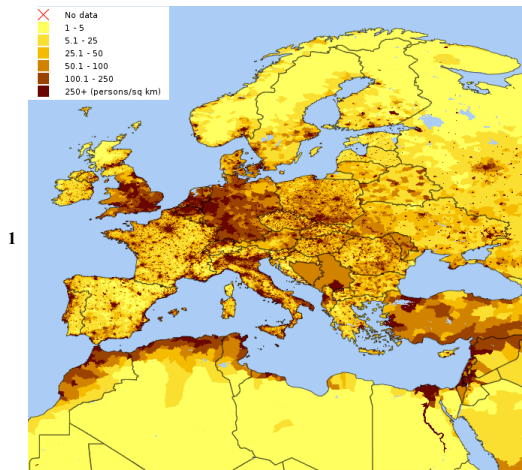 No data
1 - 5
5.1 - 25
25.1 - 50
50.1 - 100
100.1 - 250
250+ (persons/sq km)
1